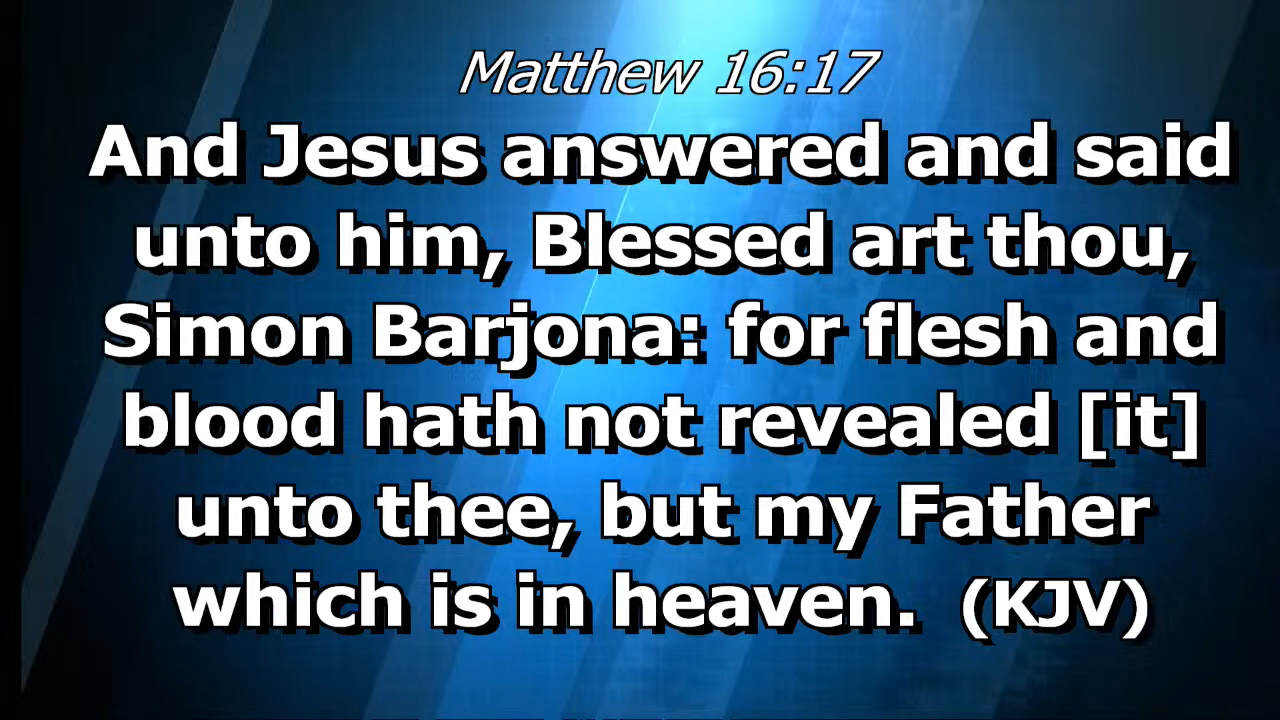 Matthew 16:17
And Jesus answered and said
unto him, Blessed art thou,
Simon Barjona: for flesh and
blood hath not revealed [it]
unto thee, but my Father
which is in heaven. (KJV)